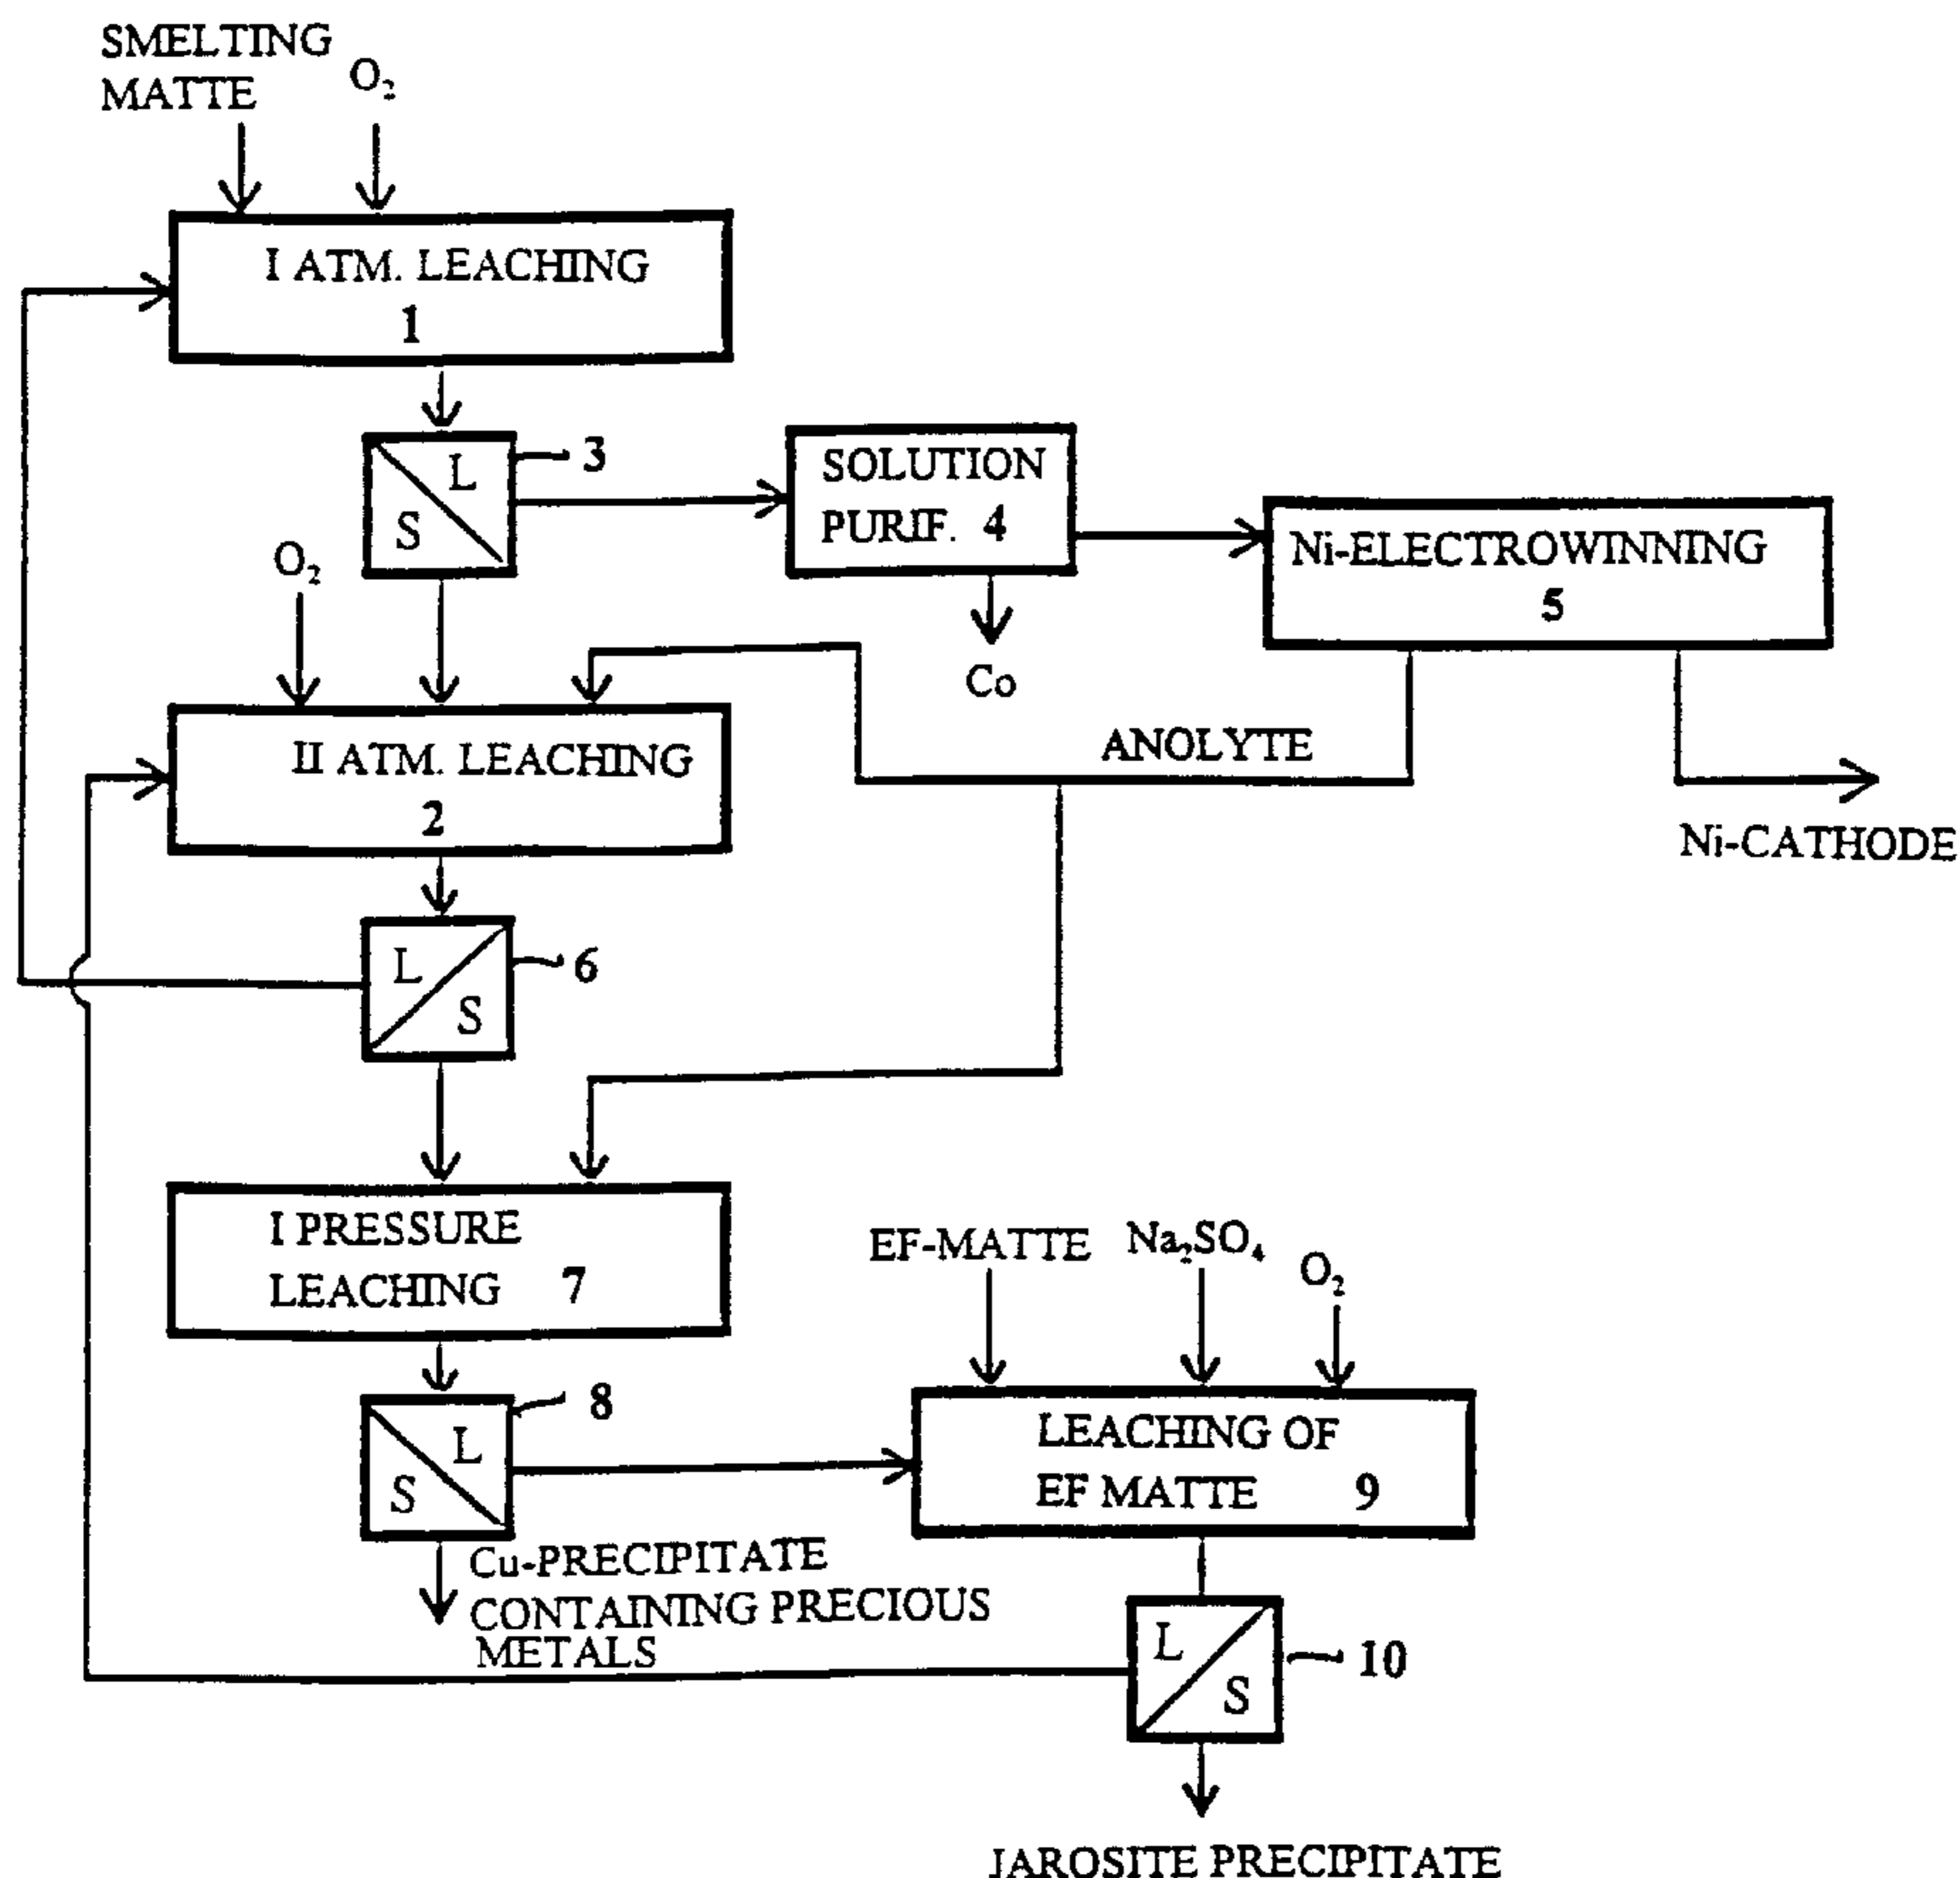 SMELTING
MATTE
O₂
I ATM. LEACHING
1
L
S
3
SOLUTION
PURIF. 4
Ni-ELECTROWINNING
5
O₂
Co
ANOLYTE
II ATM. LEACHING
2
Ni-CATHODE
L
S
6
I PRESSURE
LEACHING 7
EF-MATTE
Na₂SO₄
O₂
L
S
8
LEACHING OF
EF MATTE 9
Cu-PRECIPITATE
CONTAINING PRECIOUS
METALS
L
S
10
JAROSITE PRECIPITATE